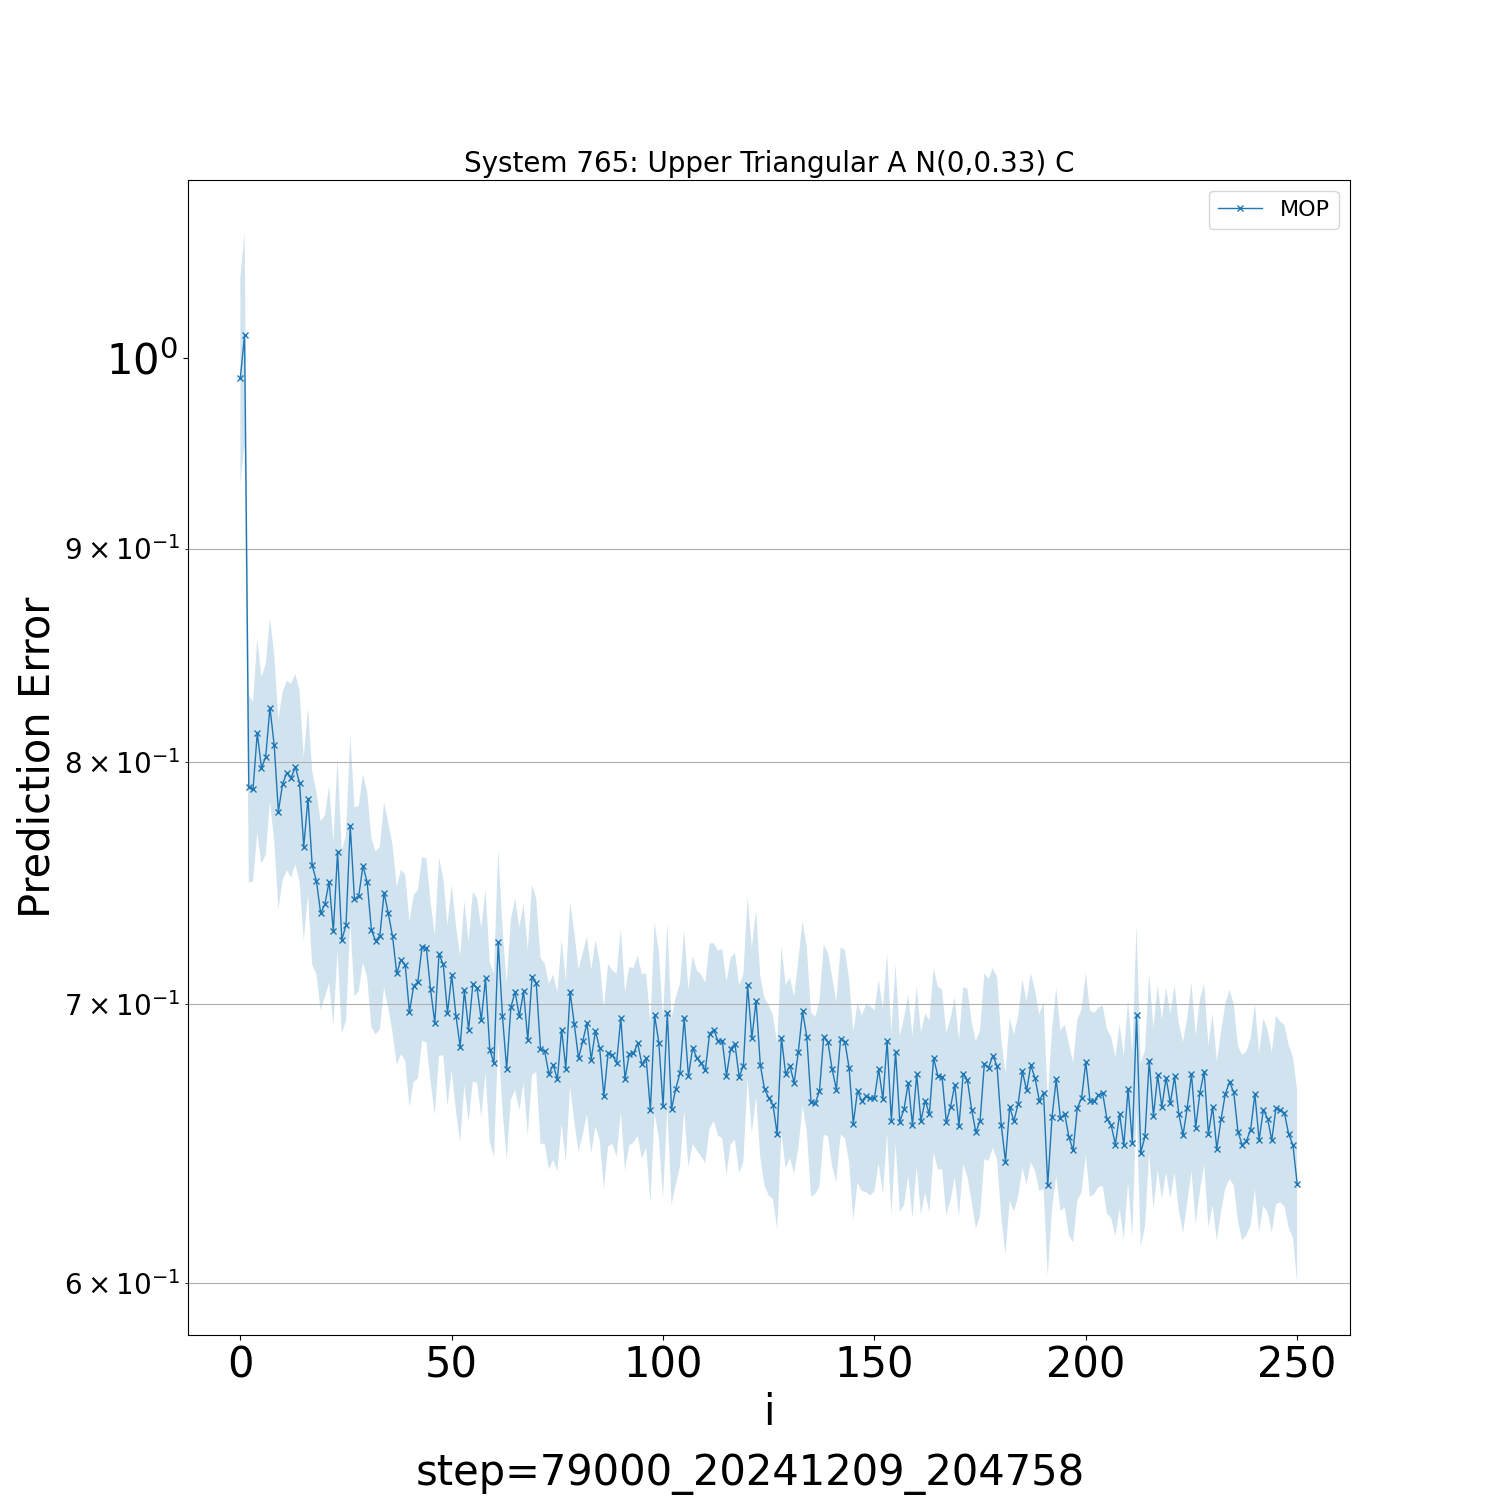 System 765: Upper Triangular A N(0,0.33) C
MOP
Prediction Error
10⁰
9 × 10⁻¹
8 × 10⁻¹
7 × 10⁻¹
6 × 10⁻¹
0 50 100 150 200 250
i
step=79000_20241209_204758